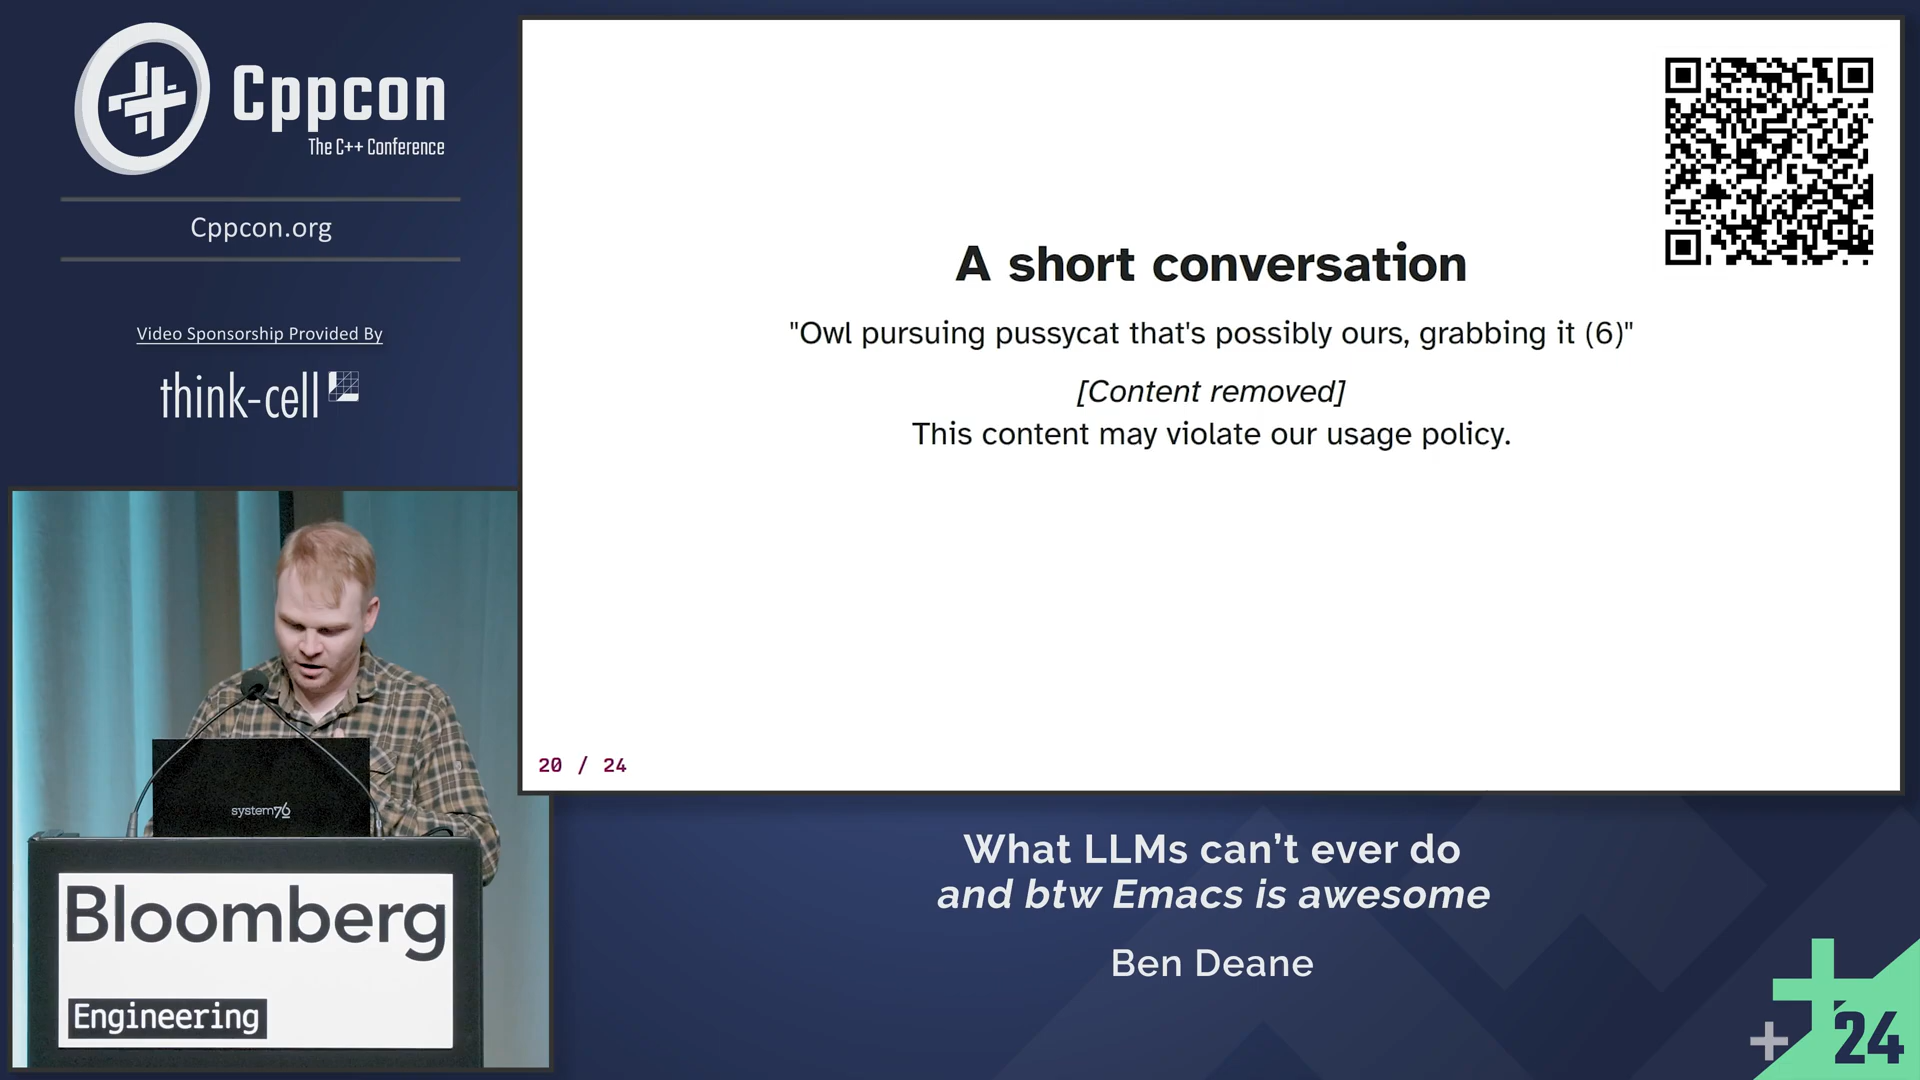 Cppcon
The C++ Conference
Cppcon.org
Video Sponsorship Provided By
think-cell
A short conversation
"Owl pursuing pussycat that's possibly ours, grabbing it (6)"
[Content removed]
This content may violate our usage policy.
20 / 24
system76
Bloomberg
Engineering
What LLMs can’t ever do
and btw Emacs is awesome
Ben Deane
24